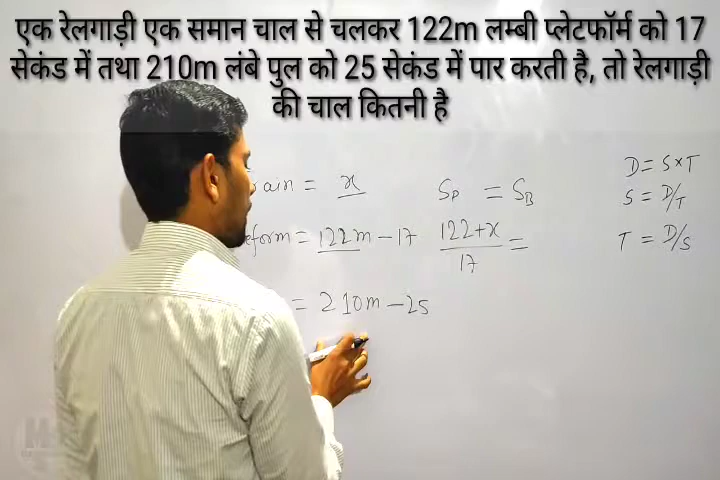 एक रेलगाड़ी एक समान चाल से चलकर 122m लम्बी प्लेटफॉर्म को 17
सेकंड में तथा 210m लंबे पुल को 25 सेकंड में पार करती है, तो रेलगाड़ी
की चाल कितनी है
ain = x
eform = 122m - 17
= 210m - 25
Sp = SB
122+x / 17 =
D = S×T
S = D/T
T = D/S